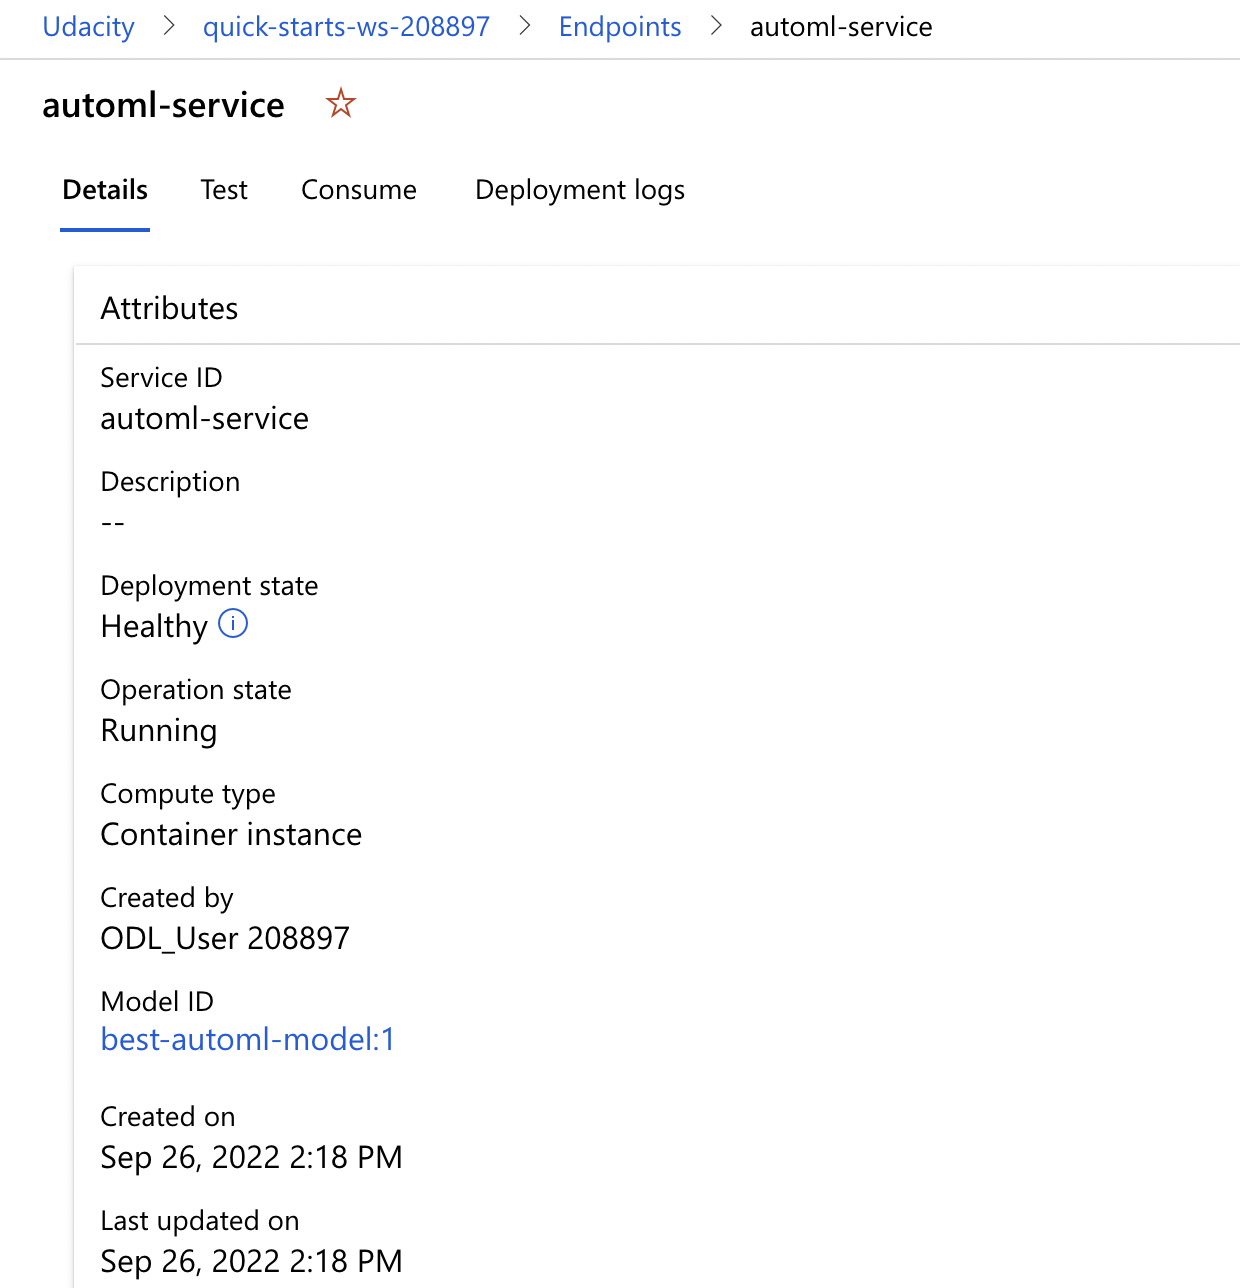 Udacity > quick-starts-ws-208897 > Endpoints > automl-service
automl-service
Details Test Consume Deployment logs
Attributes
Service ID
automl-service
Description
--
Deployment state
Healthy
Operation state
Running
Compute type
Container instance
Created by
ODL_User 208897
Model ID
best-automl-model:1
Created on
Sep 26, 2022 2:18 PM
Last updated on
Sep 26, 2022 2:18 PM